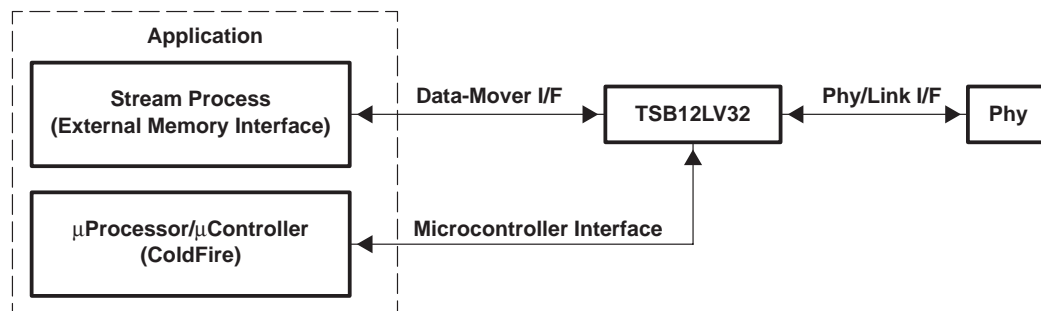 Application
Stream Process
(External Memory Interface)
Data-Mover I/F
TSB12LV32
Phy/Link I/F
Phy
μProcessor/μController
(ColdFire)
Microcontroller Interface